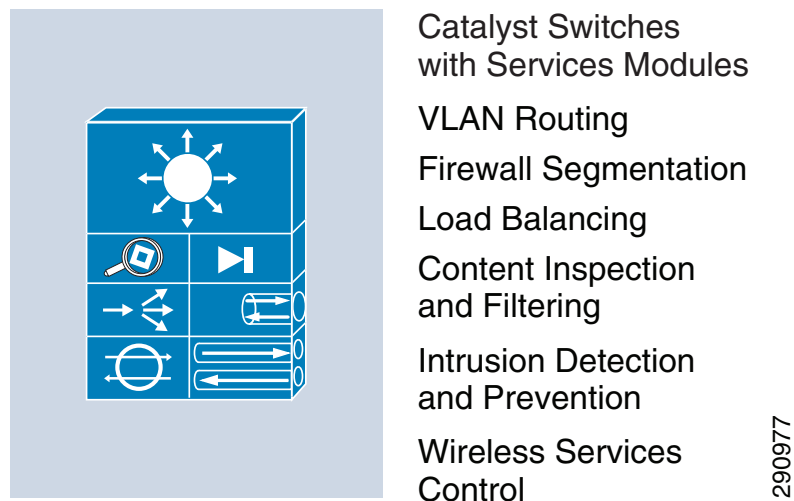 Catalyst Switches
with Services Modules
VLAN Routing
Firewall Segmentation
Load Balancing
Content Inspection
and Filtering
Intrusion Detection
and Prevention
Wireless Services
Control
290977